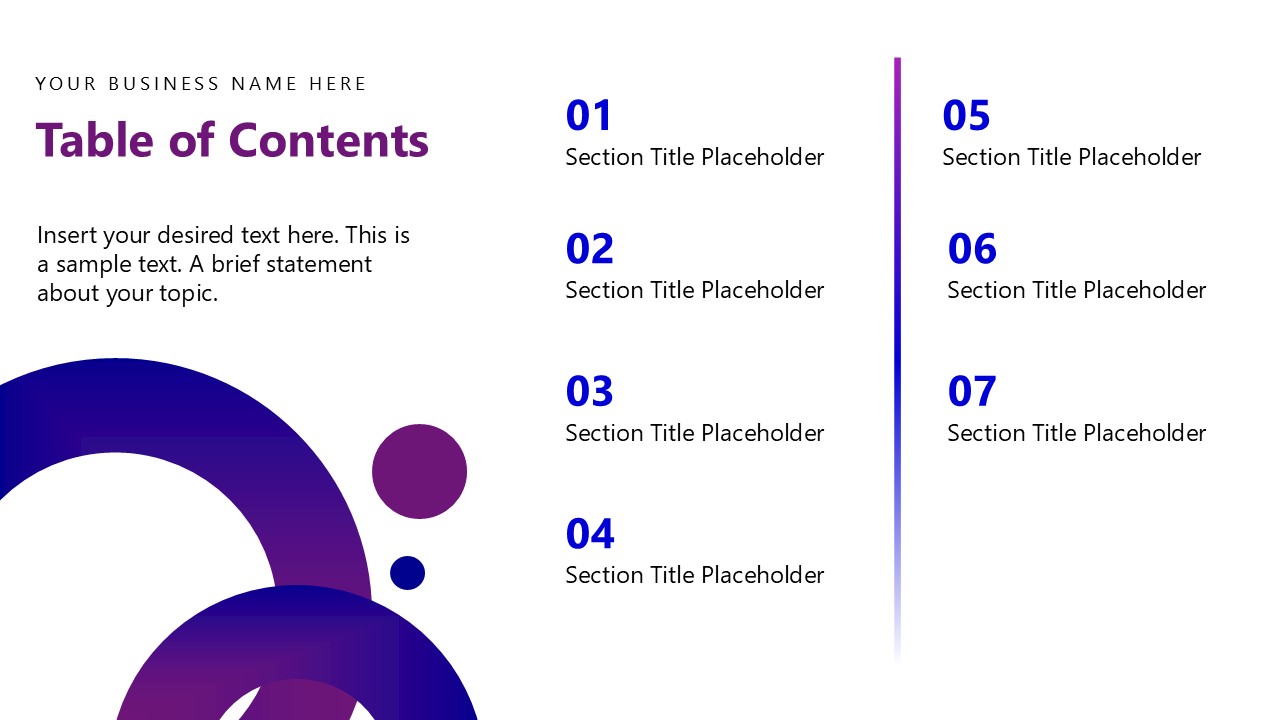 YOUR BUSINESS NAME HERE
Table of Contents
Insert your desired text here. This is
a sample text. A brief statement
about your topic.
01
Section Title Placeholder
02
Section Title Placeholder
03
Section Title Placeholder
04
Section Title Placeholder
05
Section Title Placeholder
06
Section Title Placeholder
07
Section Title Placeholder